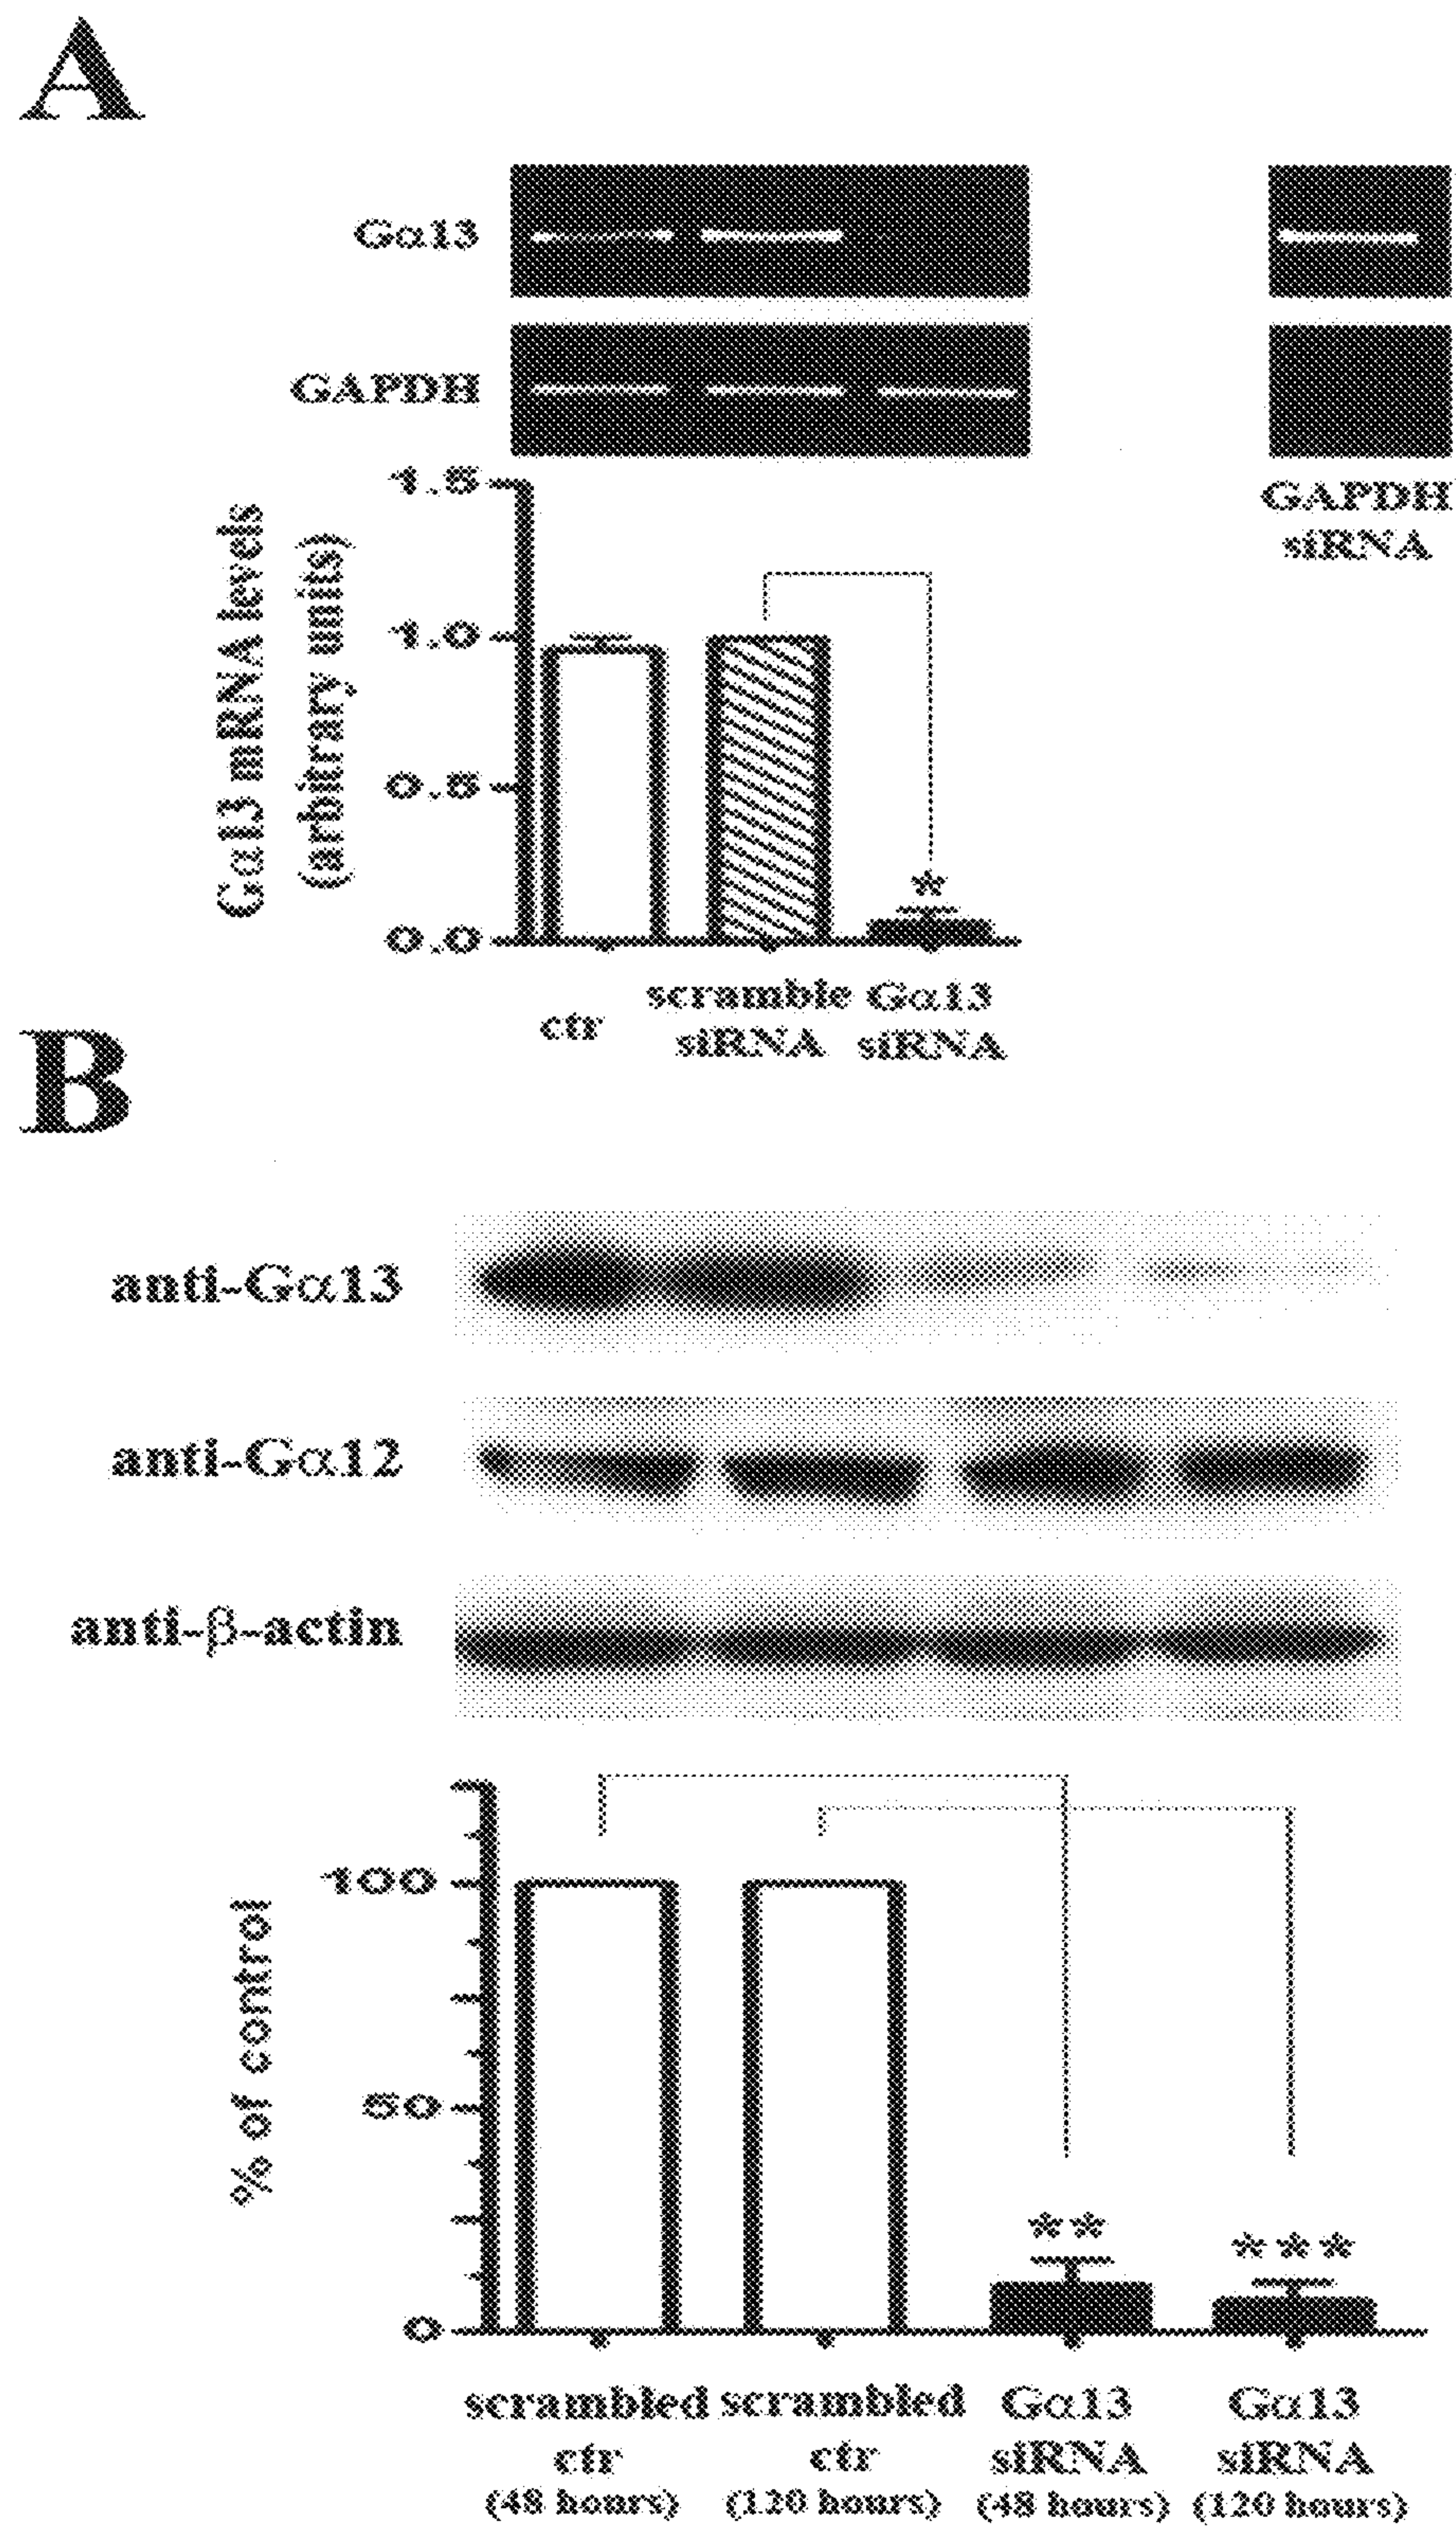 A
Gα13
GAPDH
GAPDH
siRNA
Gα13 mRNA levels
(arbitrary units)
1.5
1.0
0.5
0.0
*
ctr
scramble
siRNA
Gα13
siRNA
B
anti-Gα13
anti-Gα12
anti-β-actin
% of control
100
50
0
**
***
scrambled
ctr
(48 hours)
scrambled
ctr
(120 hours)
Gα13
siRNA
(48 hours)
Gα13
siRNA
(120 hours)